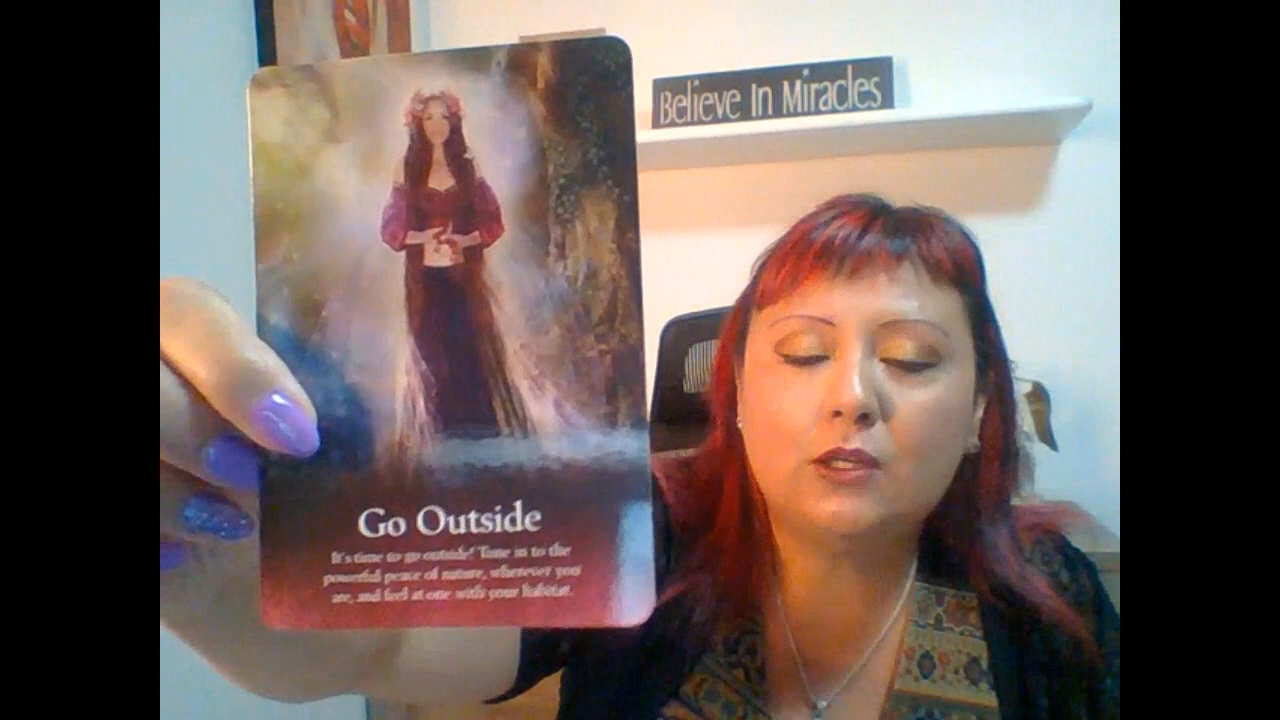 Believe In Miracles
Go Outside
It's time to go outside! Tune in to the
powerful peace of nature, wherever you
are, and feel at one with your habitat.